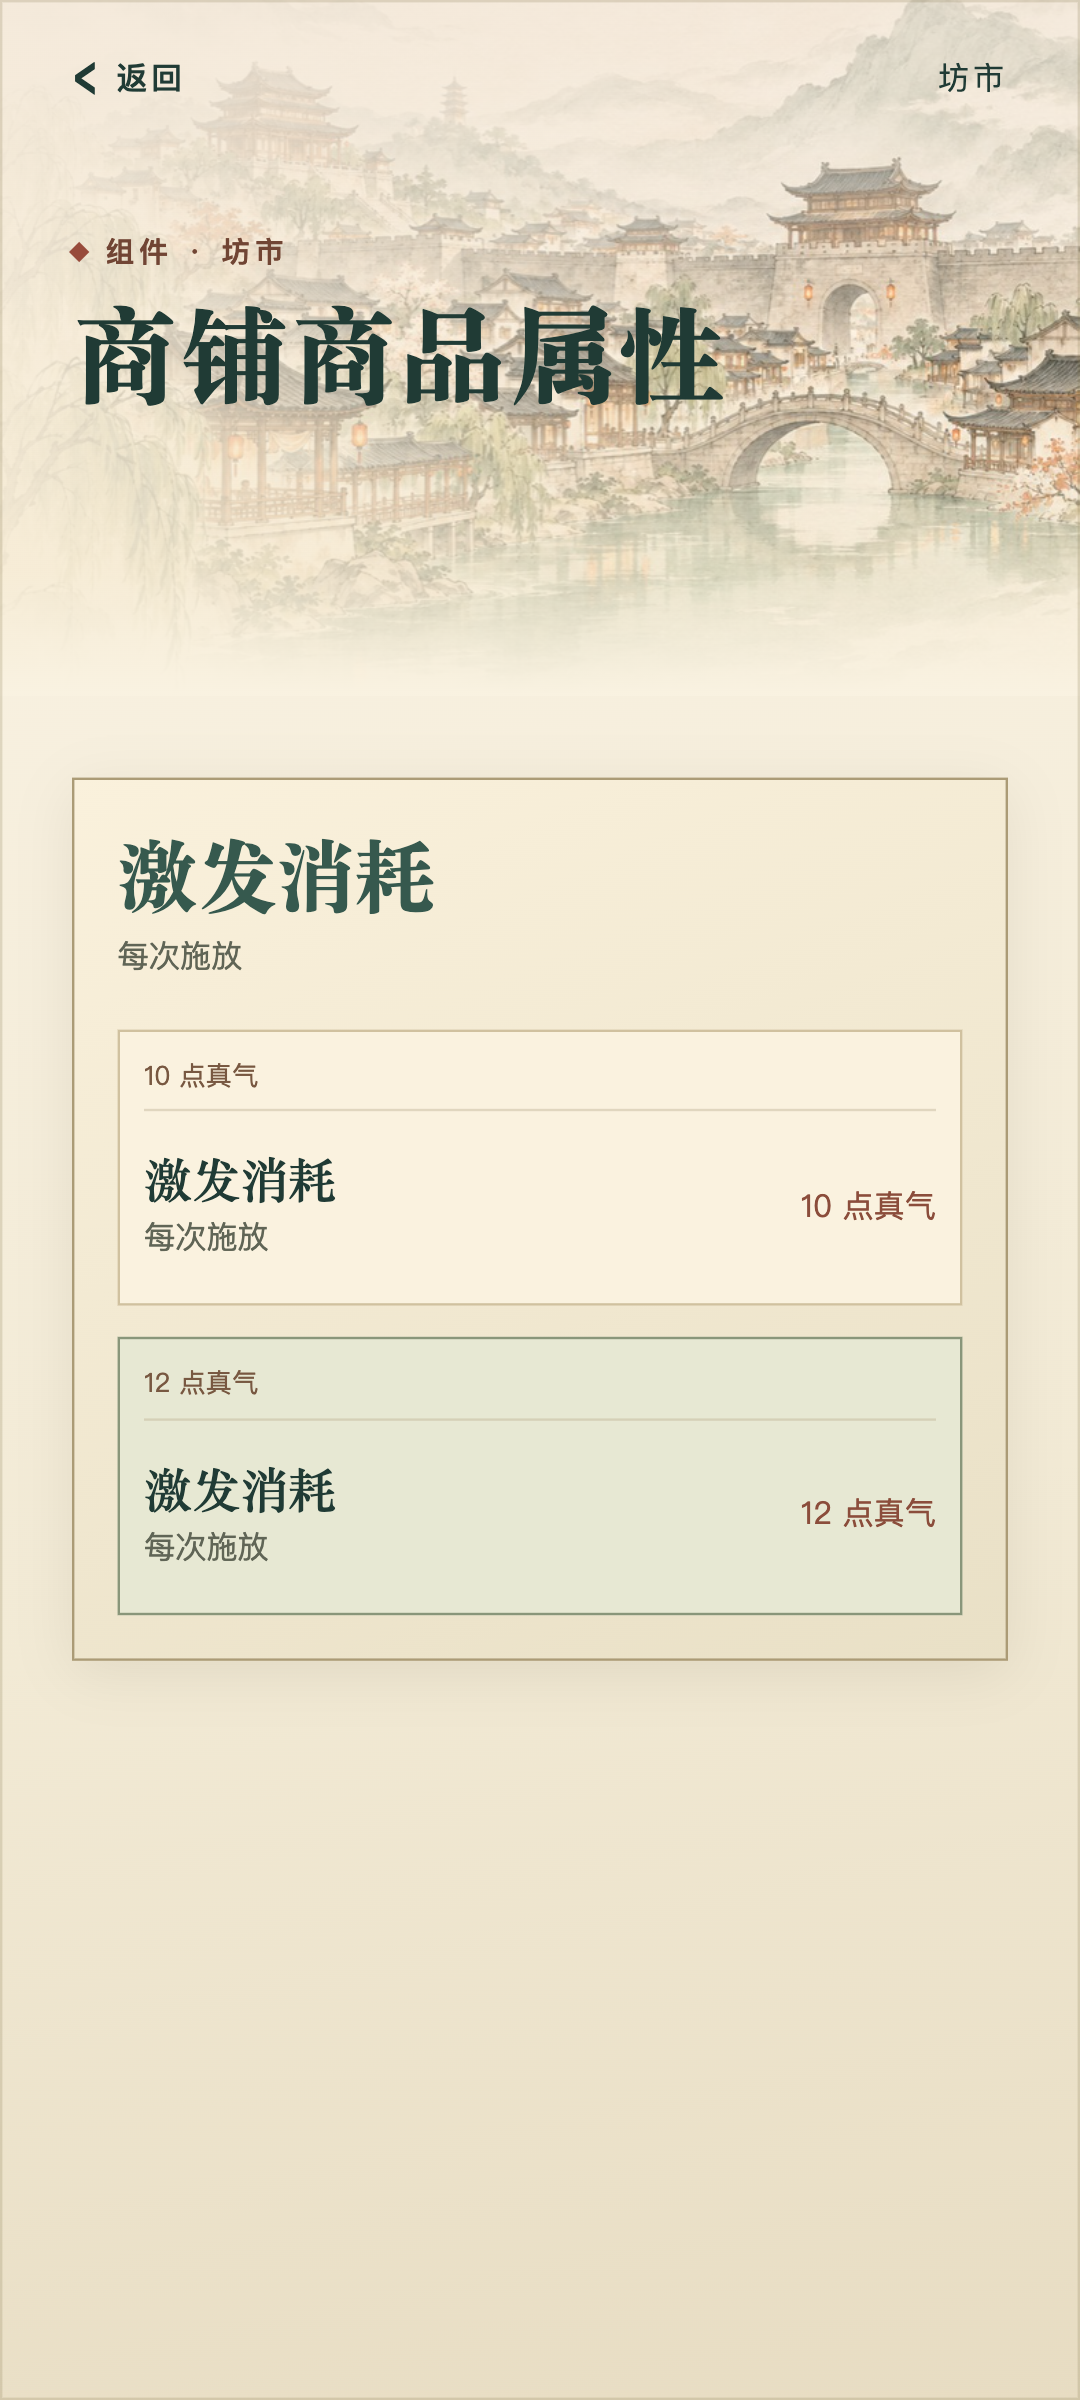 返回
坊市
组件 · 坊市
商铺商品属性
激发消耗
每次施放
10 点真气
激发消耗
每次施放
10 点真气
12 点真气
激发消耗
每次施放
12 点真气